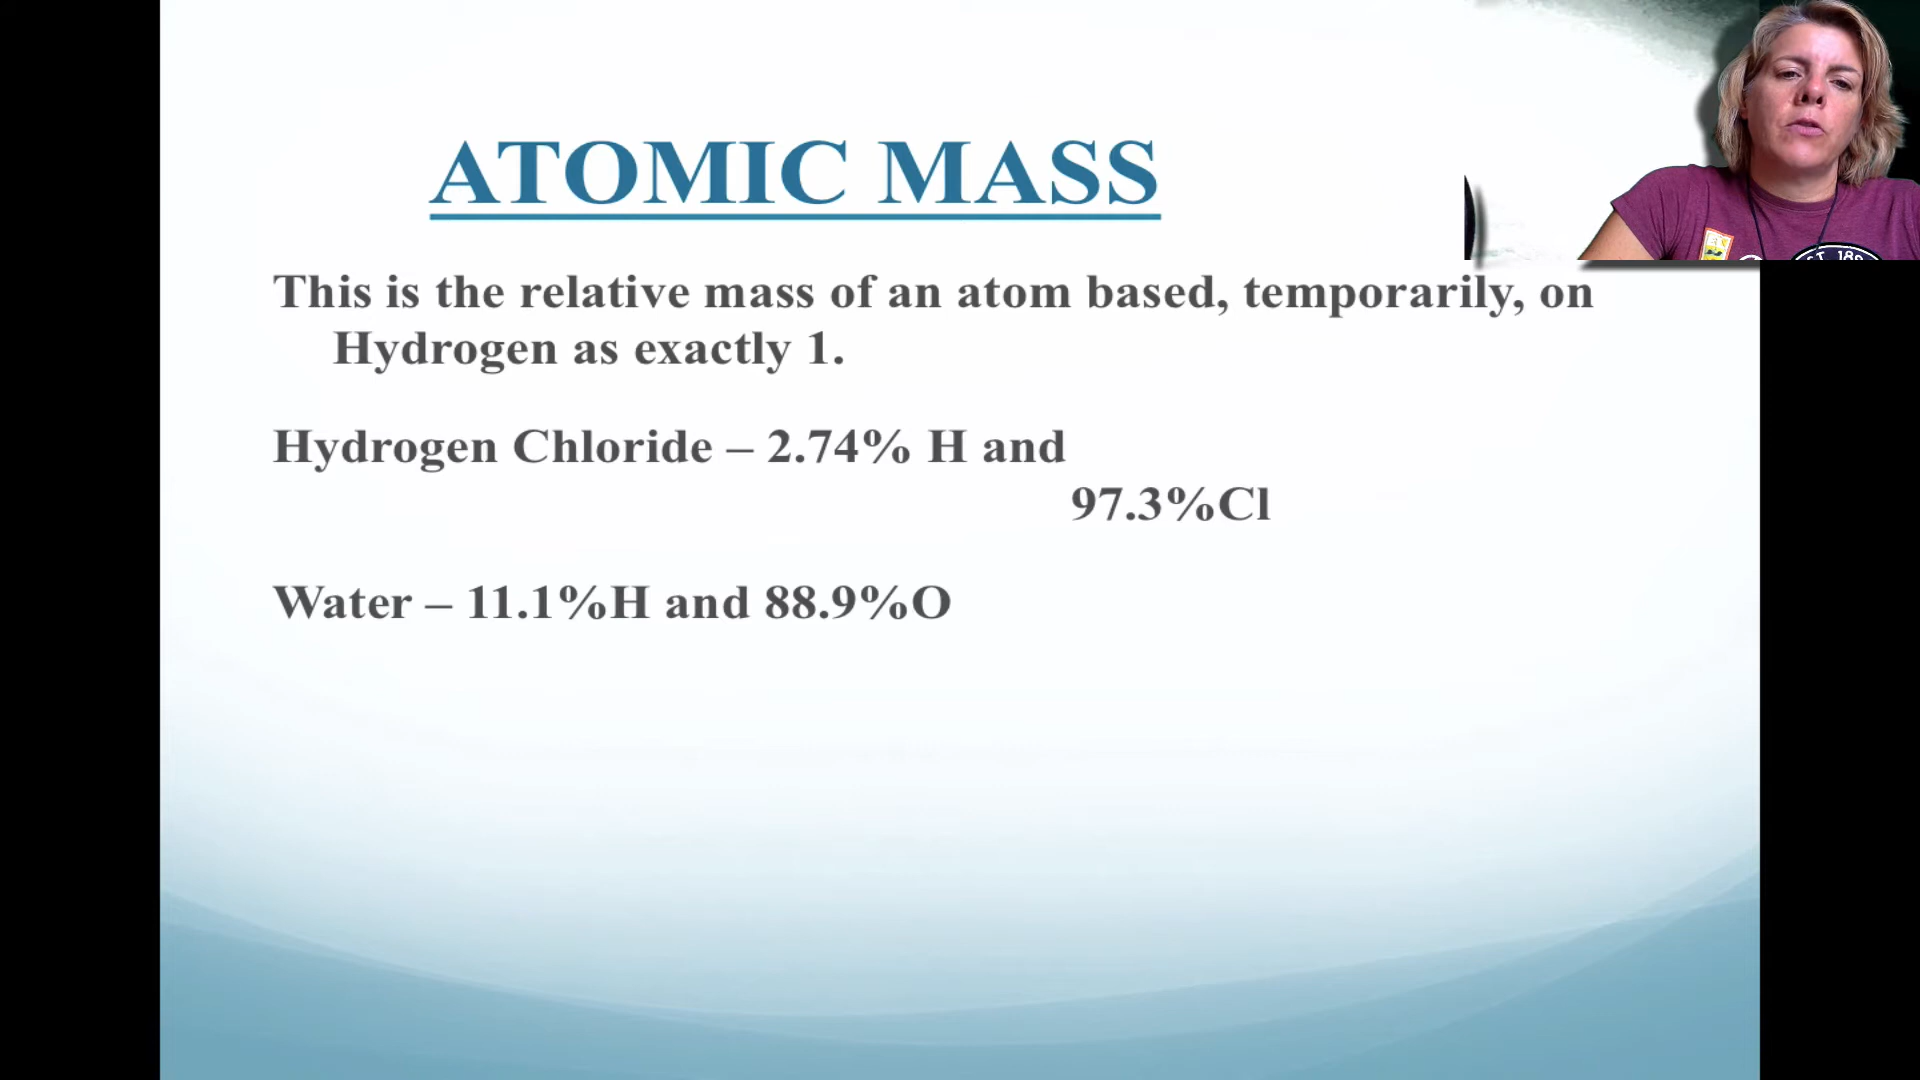 ATOMIC MASS
This is the relative mass of an atom based, temporarily, on
Hydrogen as exactly 1.
Hydrogen Chloride – 2.74% H and
97.3%Cl
Water – 11.1%H and 88.9%O